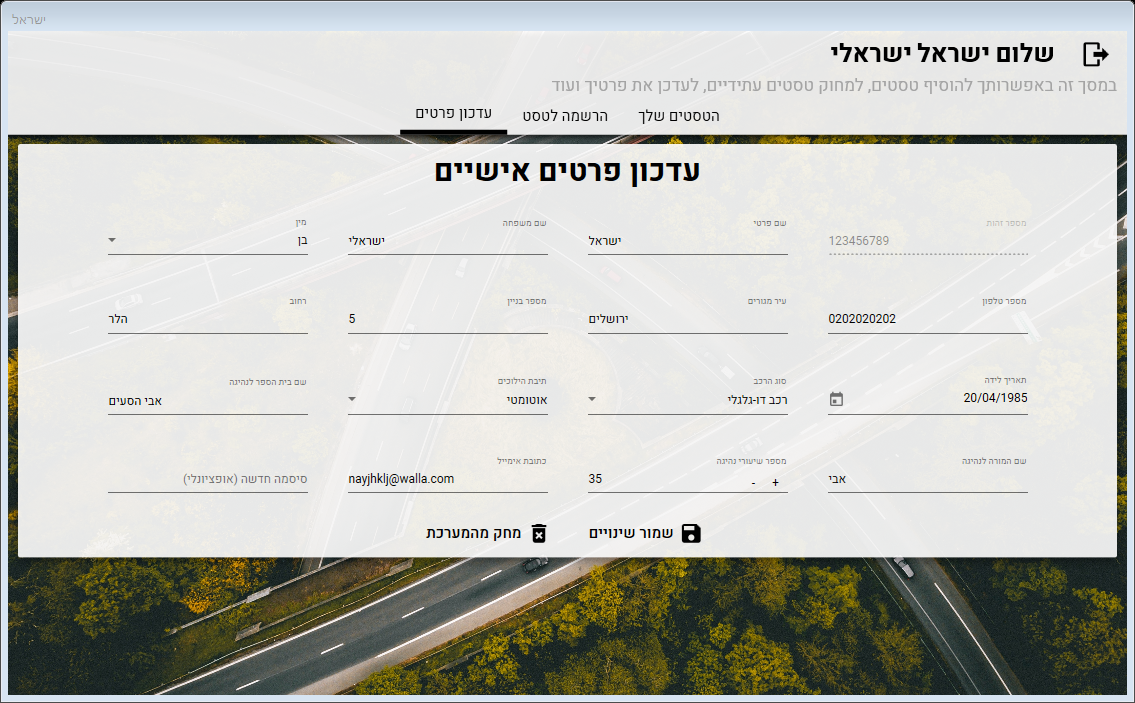 ישראל
שלום ישראל ישראלי
במסך זה באפשרותך להוסיף טסטים, למחוק טסטים עתידיים, לעדכן את פרטיך ועוד
הטסטים שלך
הרשמה לטסט
עדכון פרטים
עדכון פרטים אישיים
מספר זהות
123456789
שם פרטי
ישראל
שם משפחה
ישראלי
מין
בן
מספר טלפון
0202020202
עיר מגורים
ירושלים
מספר בניין
5
רחוב
הלר
תאריך לידה
20/04/1985
סוג הרכב
רכב דו-גלגלי
תיבת הילוכים
אוטומטי
שם בית הספר לנהיגה
אבי הסעים
שם המורה לנהיגה
אבי
מספר שיעורי נהיגה
35
+
-
כתובת אימייל
nayjhklj@walla.com
סיסמה חדשה (אופציונלי)
שמור שינויים
מחק מהמערכת